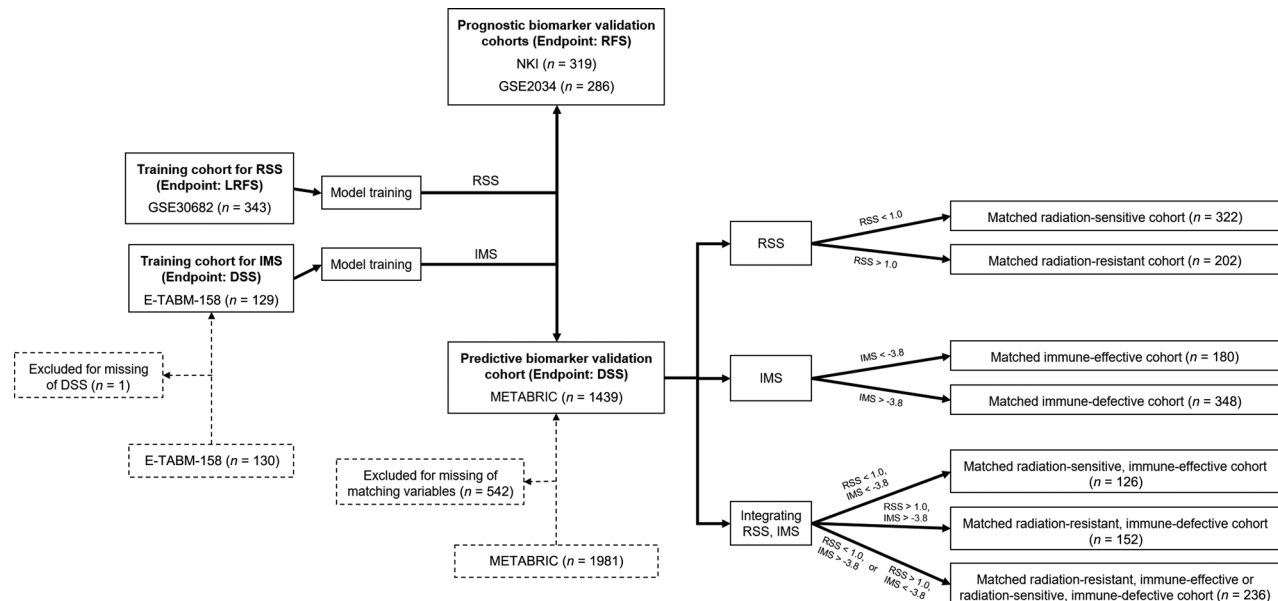 Prognostic biomarker validation
cohorts (Endpoint: RFS)
NKI (n = 319)
GSE2034 (n = 286)
Training cohort for RSS
(Endpoint: LRFS)
GSE30682 (n = 343)
Model training
RSS
Training cohort for IMS
(Endpoint: DSS)
E-TABM-158 (n = 129)
Model training
IMS
Excluded for missing
of DSS (n = 1)
E-TABM-158 (n = 130)
Predictive biomarker validation
cohort (Endpoint: DSS)
METABRIC (n = 1439)
Excluded for missing of
matching variables (n = 542)
METABRIC (n = 1981)
RSS
RSS < 1.0
Matched radiation-sensitive cohort (n = 322)
RSS > 1.0
Matched radiation-resistant cohort (n = 202)
IMS
IMS < -3.8
Matched immune-effective cohort (n = 180)
IMS > -3.8
Matched immune-defective cohort (n = 348)
Integrating
RSS, IMS
RSS < 1.0,
IMS < -3.8
Matched radiation-sensitive, immune-effective cohort
(n = 126)
RSS > 1.0,
IMS > -3.8
Matched radiation-resistant, immune-defective cohort
(n = 152)
RSS < 1.0,
IMS > -3.8
or
RSS > 1.0,
IMS < -3.8
Matched radiation-resistant, immune-effective or
radiation-sensitive, immune-defective cohort (n = 236)